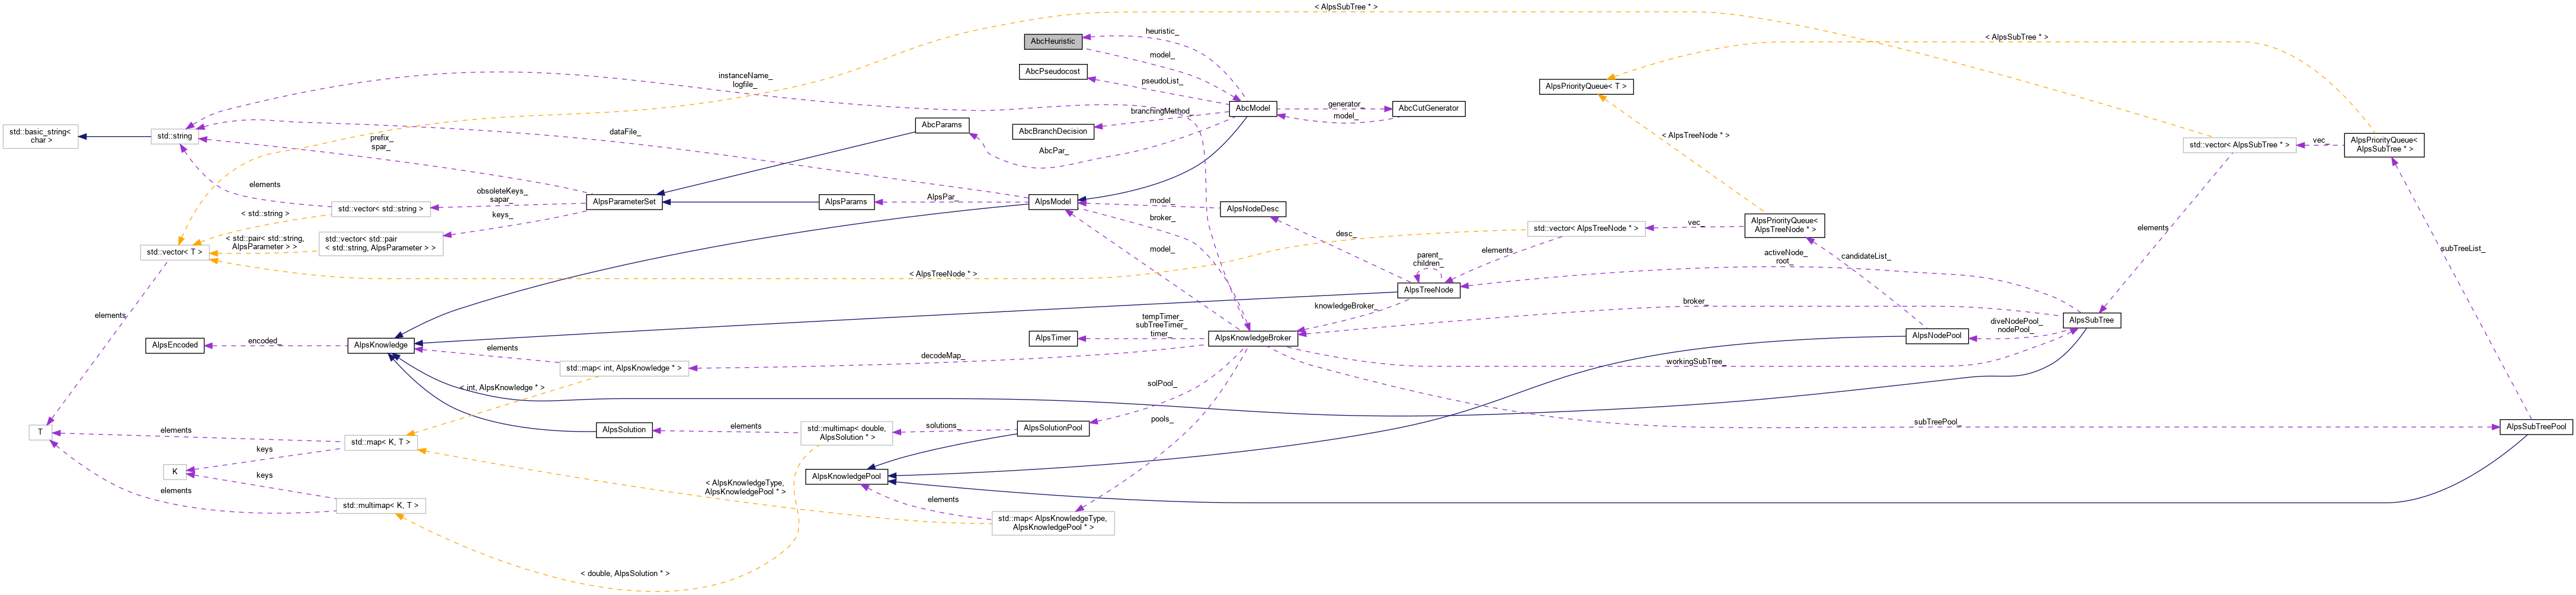 < AlpsSubTree * >
heuristic_
AbcHeuristic
< AlpsSubTree * >
model_
AbcPseudocost
instanceName_
logfile_
pseudoList_
AlpsPriorityQueue< T >
generator_
AbcModel
AbcCutGenerator
branchingMethod_
model_
std::basic_string<
char >
std::string
dataFile_
AbcParams
AbcBranchDecision
< AlpsTreeNode * >
prefix_
spar_
AbcPar_
vec_
std::vector< AlpsSubTree * >
AlpsPriorityQueue<
AlpsSubTree * >
elements
obsoleteKeys_
sapar_
AlpsPar_
model_
std::vector< std::string >
AlpsParameterSet
AlpsParams
AlpsModel
AlpsNodeDesc
< std::string >
keys_
broker_
vec_
AlpsPriorityQueue<
AlpsTreeNode * >
elements
std::vector< AlpsTreeNode * >
desc_
< std::pair< std::string,
AlpsParameter > >
std::vector< std::pair
< std::string, AlpsParameter > >
std::vector< T >
model_
elements
subTreeList_
parent_
children_
activeNode_
root_
candidateList_
< AlpsTreeNode * >
AlpsTreeNode
elements
knowledgeBroker_
broker_
tempTimer_
subTreeTimer_
timer_
AlpsSubTree
diveNodePool_
nodePool_
encoded_
AlpsEncoded
AlpsKnowledge
elements
AlpsTimer
AlpsKnowledgeBroker
AlpsNodePool
decodeMap_
std::map< int, AlpsKnowledge * >
workingSubTree_
< int, AlpsKnowledge * >
solPool_
pools_
subTreePool_
T
elements
std::map< K, T >
AlpsSolution
elements
std::multimap< double,
AlpsSolution * >
solutions_
AlpsSolutionPool
AlpsSubTreePool
keys
K
keys
AlpsKnowledgePool
< AlpsKnowledgeType,
AlpsKnowledgePool * >
elements
std::multimap< K, T >
elements
std::map< AlpsKnowledgeType,
AlpsKnowledgePool * >
< double, AlpsSolution * >